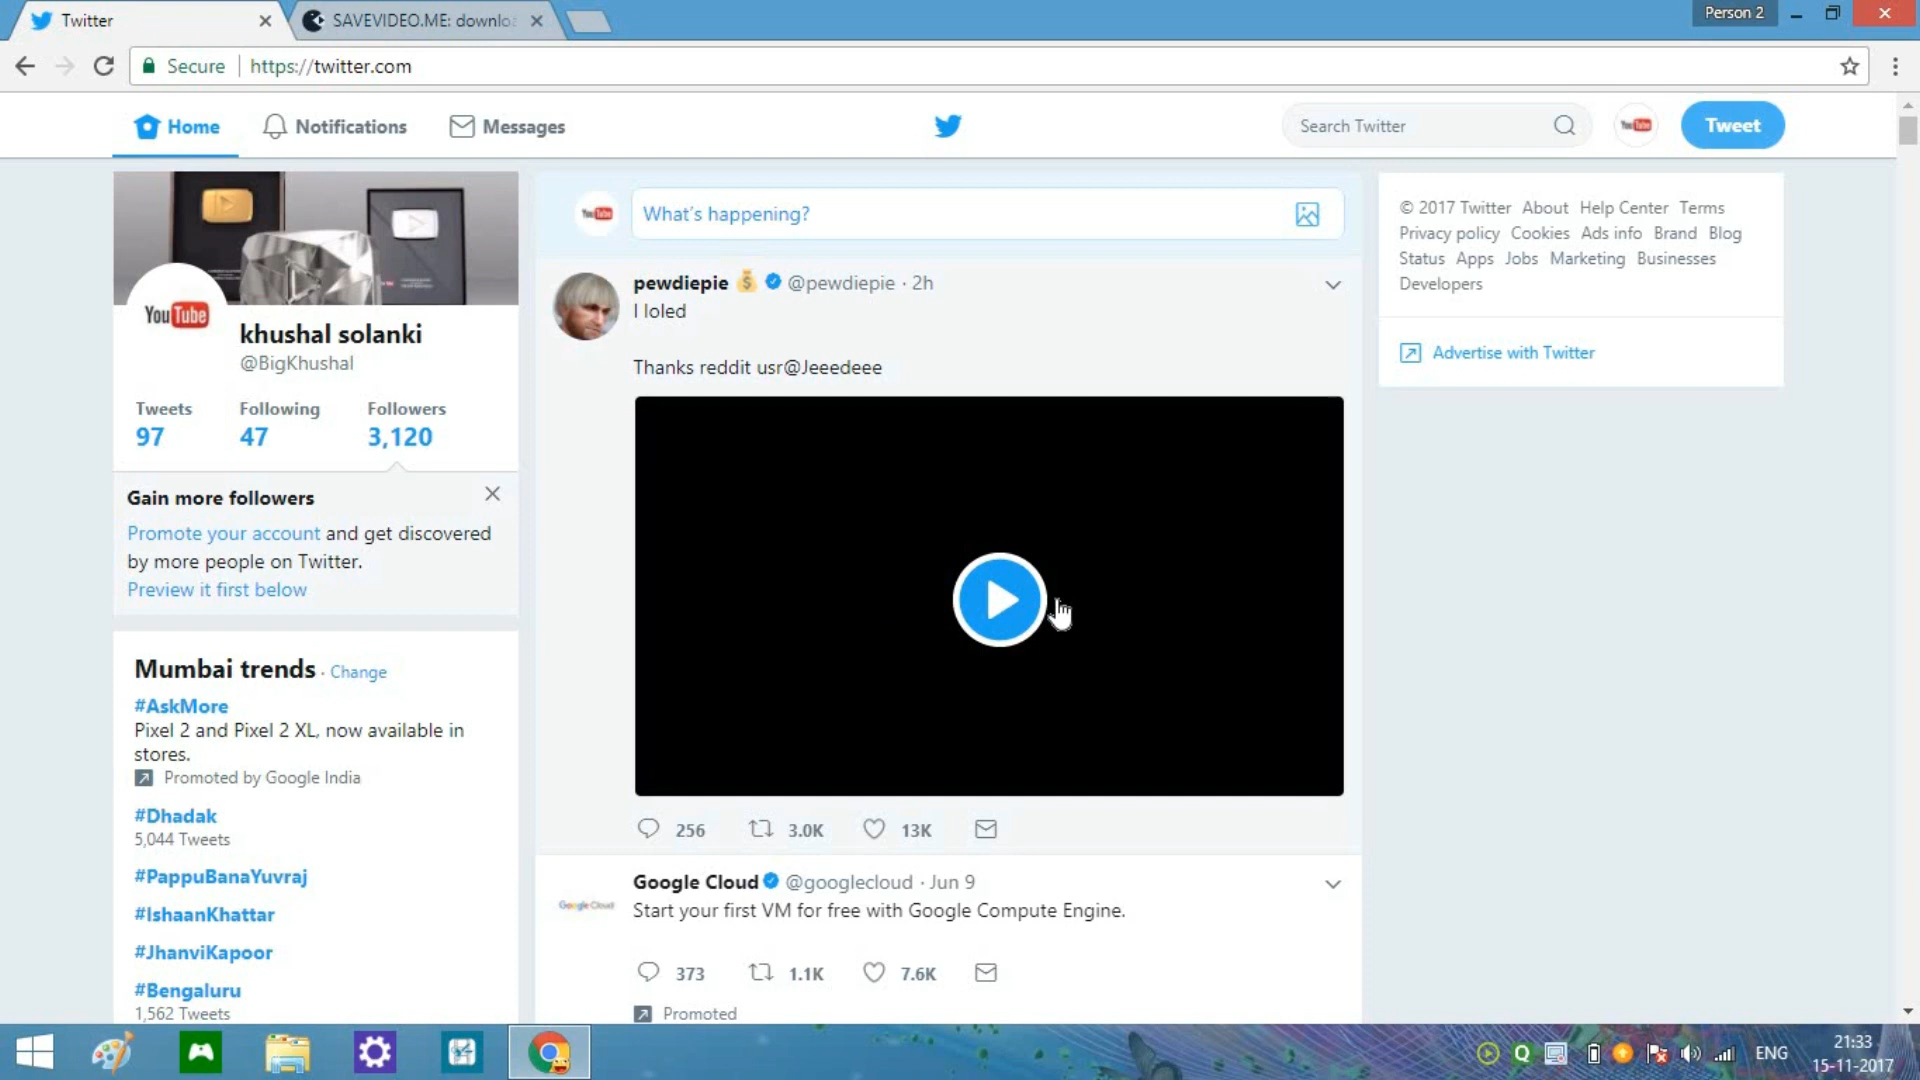 Twitter
SAVEVIDEO.ME: downlo
Person 2
Secure
https://twitter.com
Home
Notifications
Messages
Search Twitter
YouTube
Tweet
YouTube
khushal solanki
@BigKhushal
Tweets Following Followers
97 47 3,120
Gain more followers
Promote your account and get discovered
by more people on Twitter.
Preview it first below
Mumbai trends · Change
#AskMore
Pixel 2 and Pixel 2 XL, now available in
stores.
Promoted by Google India
#Dhadak
5,044 Tweets
#PappuBanaYuvraj
#IshaanKhattar
#JhanviKapoor
#Bengaluru
1,562 Tweets
YouTube
What's happening?
pewdiepie @pewdiepie · 2h
I loled
Thanks reddit usr@Jeeedeee
256 3.0K 13K
Google Cloud
Google Cloud @googlecloud · Jun 9
Start your first VM for free with Google Compute Engine.
373 1.1K 7.6K
Promoted
© 2017 Twitter About Help Center Terms
Privacy policy Cookies Ads info Brand Blog
Status Apps Jobs Marketing Businesses
Developers
Advertise with Twitter
ENG
21:33
15-11-2017